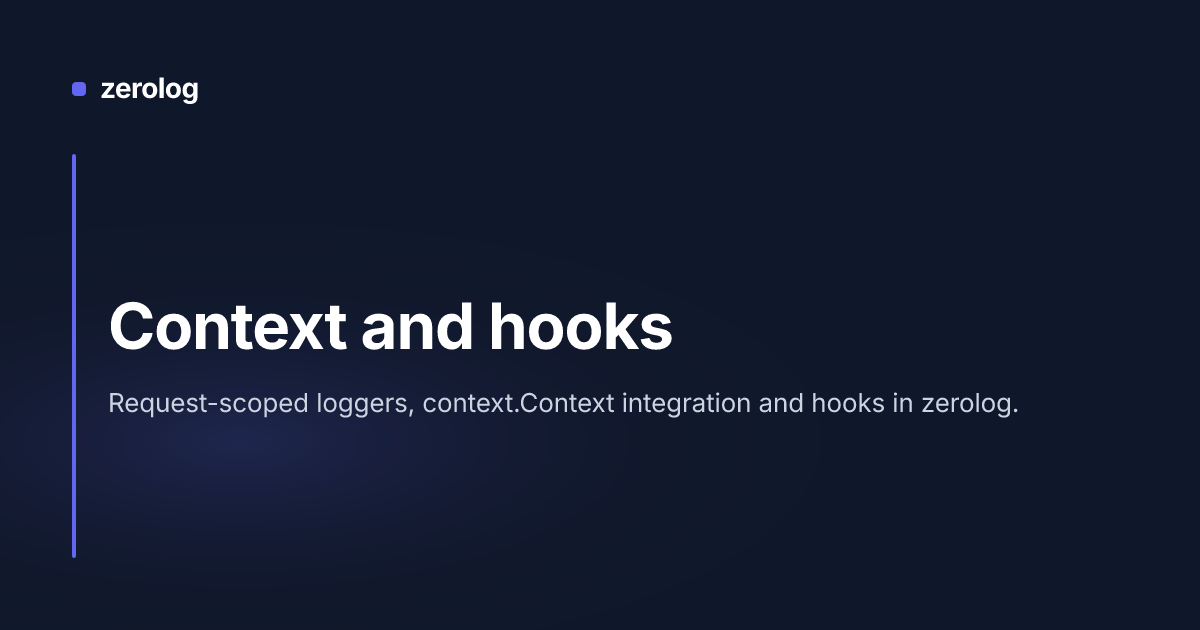 zerolog
Context and hooks
Request-scoped loggers, context.Context integration and hooks in zerolog.